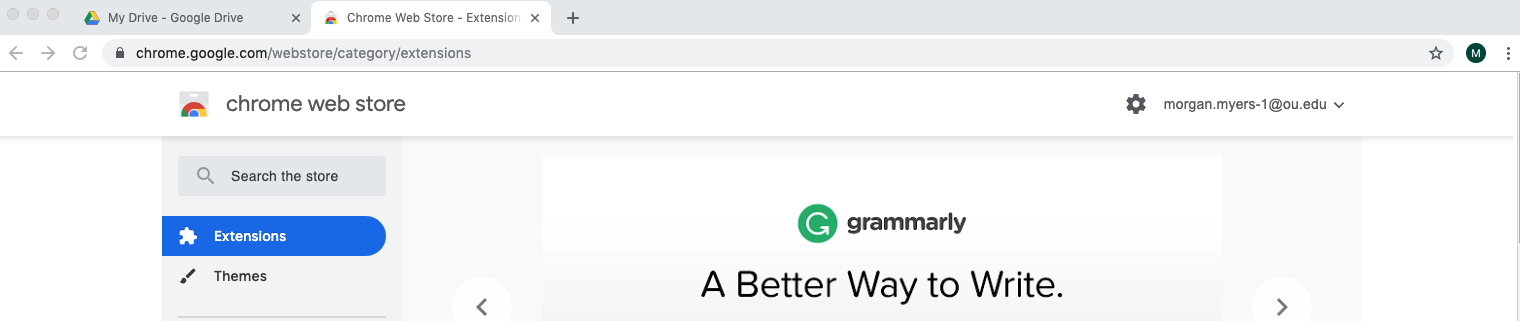 My Drive - Google Drive
Chrome Web Store - Extension
chrome.google.com/webstore/category/extensions
M
chrome web store
morgan.myers-1@ou.edu
Search the store
grammarly
Extensions
A Better Way to Write.
Themes